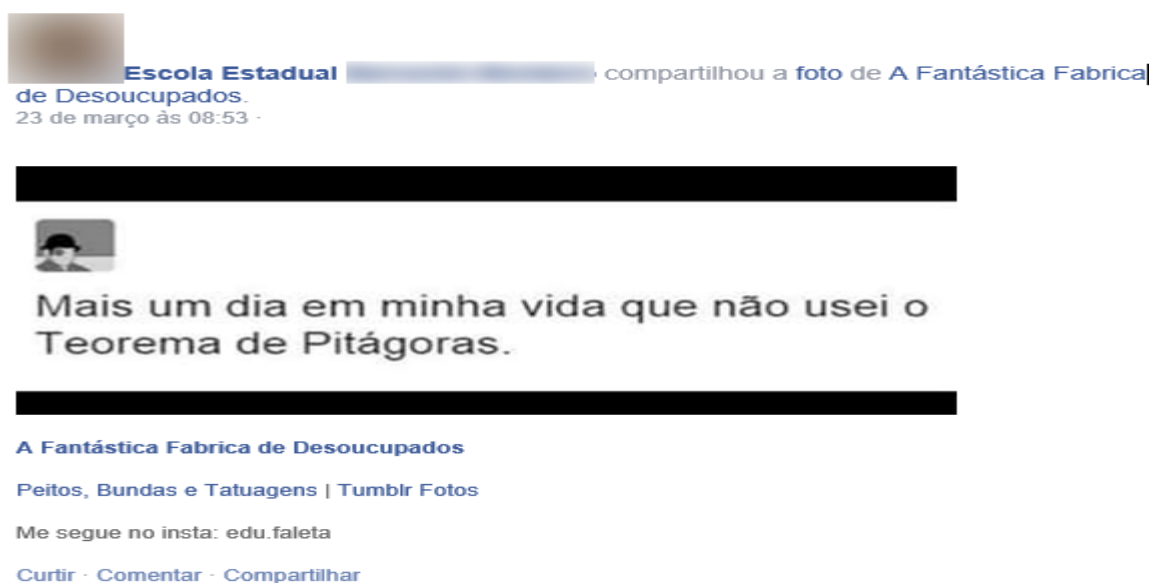 Escola Estadual compartilhou a foto de A Fantástica Fabrica
de Desoucupados.
23 de março às 08:53 ·
Mais um dia em minha vida que não usei o
Teorema de Pitágoras.
A Fantástica Fabrica de Desoucupados
Peitos, Bundas e Tatuagens | Tumblr Fotos
Me segue no insta: edu.faleta
Curtir · Comentar · Compartilhar